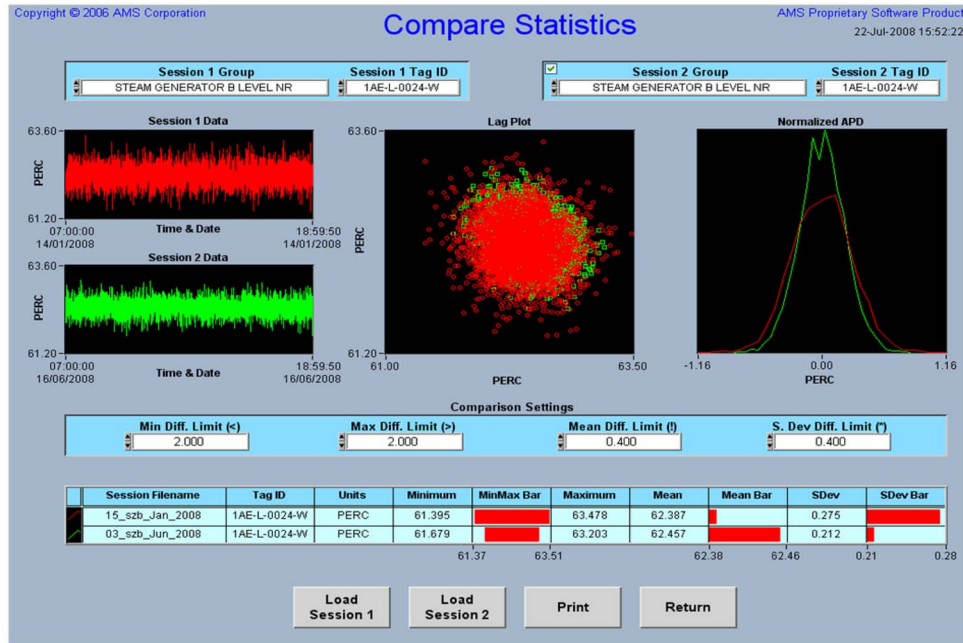 Copyright © 2006 AMS Corporation
AMS Proprietary Software Product
Compare Statistics
22-Jul-2008 15:52:22
Session 1 Group
Session 1 Tag ID
STEAM GENERATOR B LEVEL NR
1AE-L-0024-W
Session 2 Group
Session 2 Tag ID
STEAM GENERATOR B LEVEL NR
1AE-L-0024-W
Session 1 Data
63.60
PERC
61.20
07:00:00
14/01/2008
Time & Date
18:59:50
14/01/2008
Session 2 Data
63.60
PERC
61.20
07:00:00
16/06/2008
Time & Date
18:59:50
16/06/2008
Lag Plot
63.60
PERC
61.20
61.00
63.50
PERC
Normalized APD
-1.16
0.00
1.16
PERC
Comparison Settings
Min Diff. Limit (<)
Max Diff. Limit (>)
Mean Diff. Limit (!)
S. Dev Diff. Limit (*)
2.000
2.000
0.400
0.400
Session Filename Tag ID Units Minimum MinMax Bar Maximum Mean Mean Bar SDev SDev Bar
15_szb_Jan_2008 1AE-L-0024-W PERC 61.395 63.478 62.387 0.275
03_szb_Jun_2008 1AE-L-0024-W PERC 61.679 63.203 62.457 0.212
61.37 63.51 62.38 62.46 0.21 0.28
Load
Session 1
Load
Session 2
Print
Return